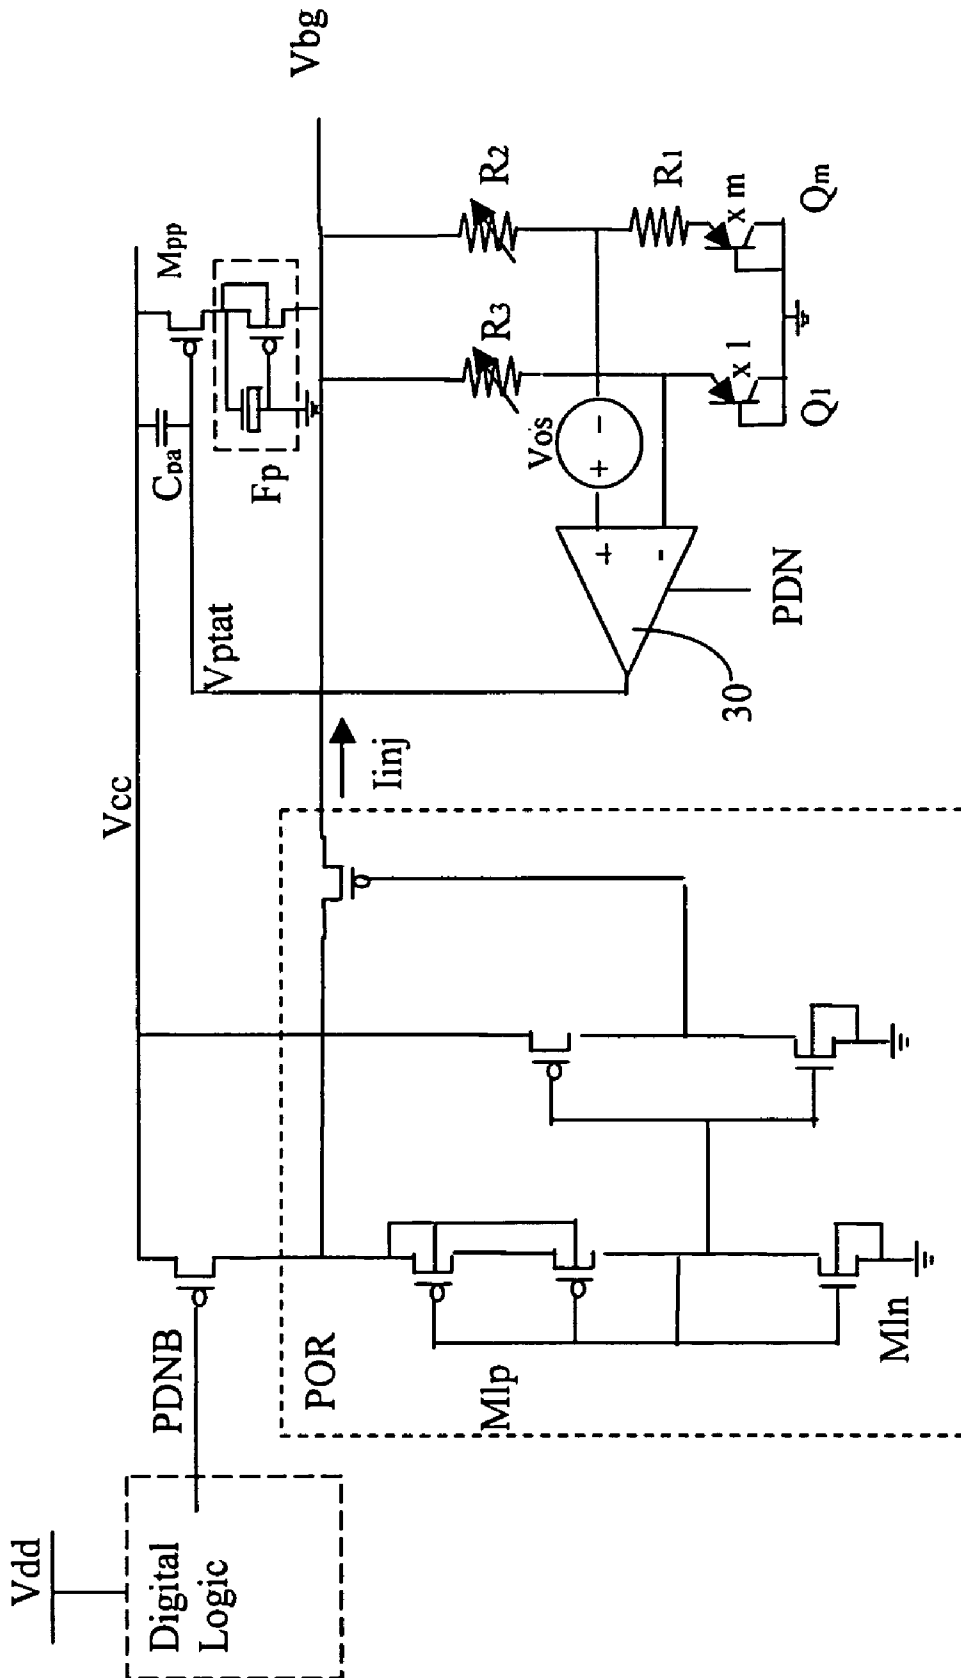 Vdd
Digital
Logic
PDNB
POR
Mlp
Mln
Vcc
Iinj
Vptat
Cpa
Mpp
Fp
Vbg
R2
R3
R1
Vos
+ -
+
-
30
PDN
x 1
x m
Q1
Qm